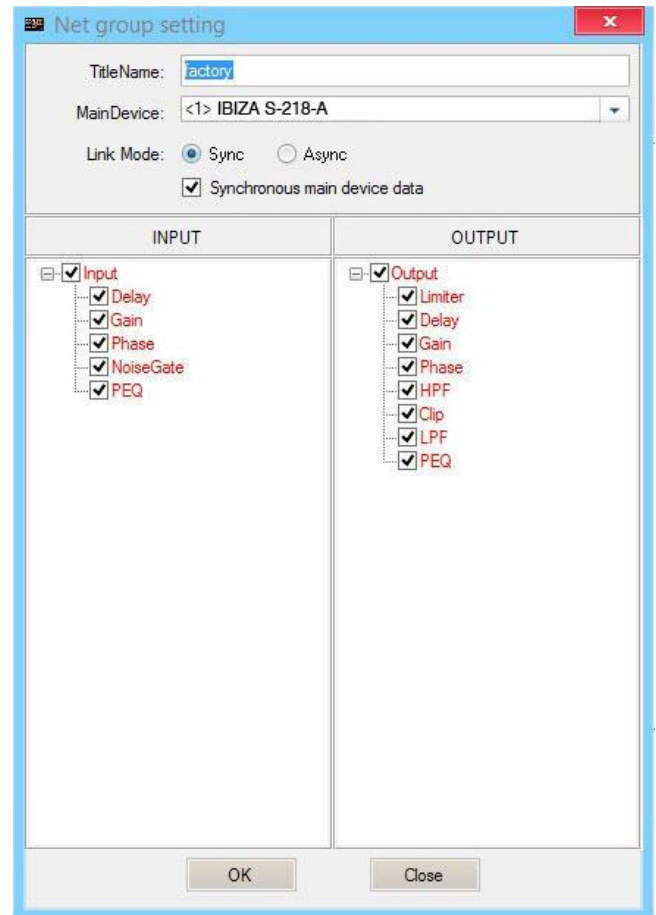 Net group setting
TitleName: factory
MainDevice: <1> IBIZA S-218-A
Link Mode: Sync Async
Synchronous main device data
INPUT OUTPUT
Input
Delay
Gain
Phase
NoiseGate
PEQ
Output
Limiter
Delay
Gain
Phase
HPF
Clip
LPF
PEQ
OK Close